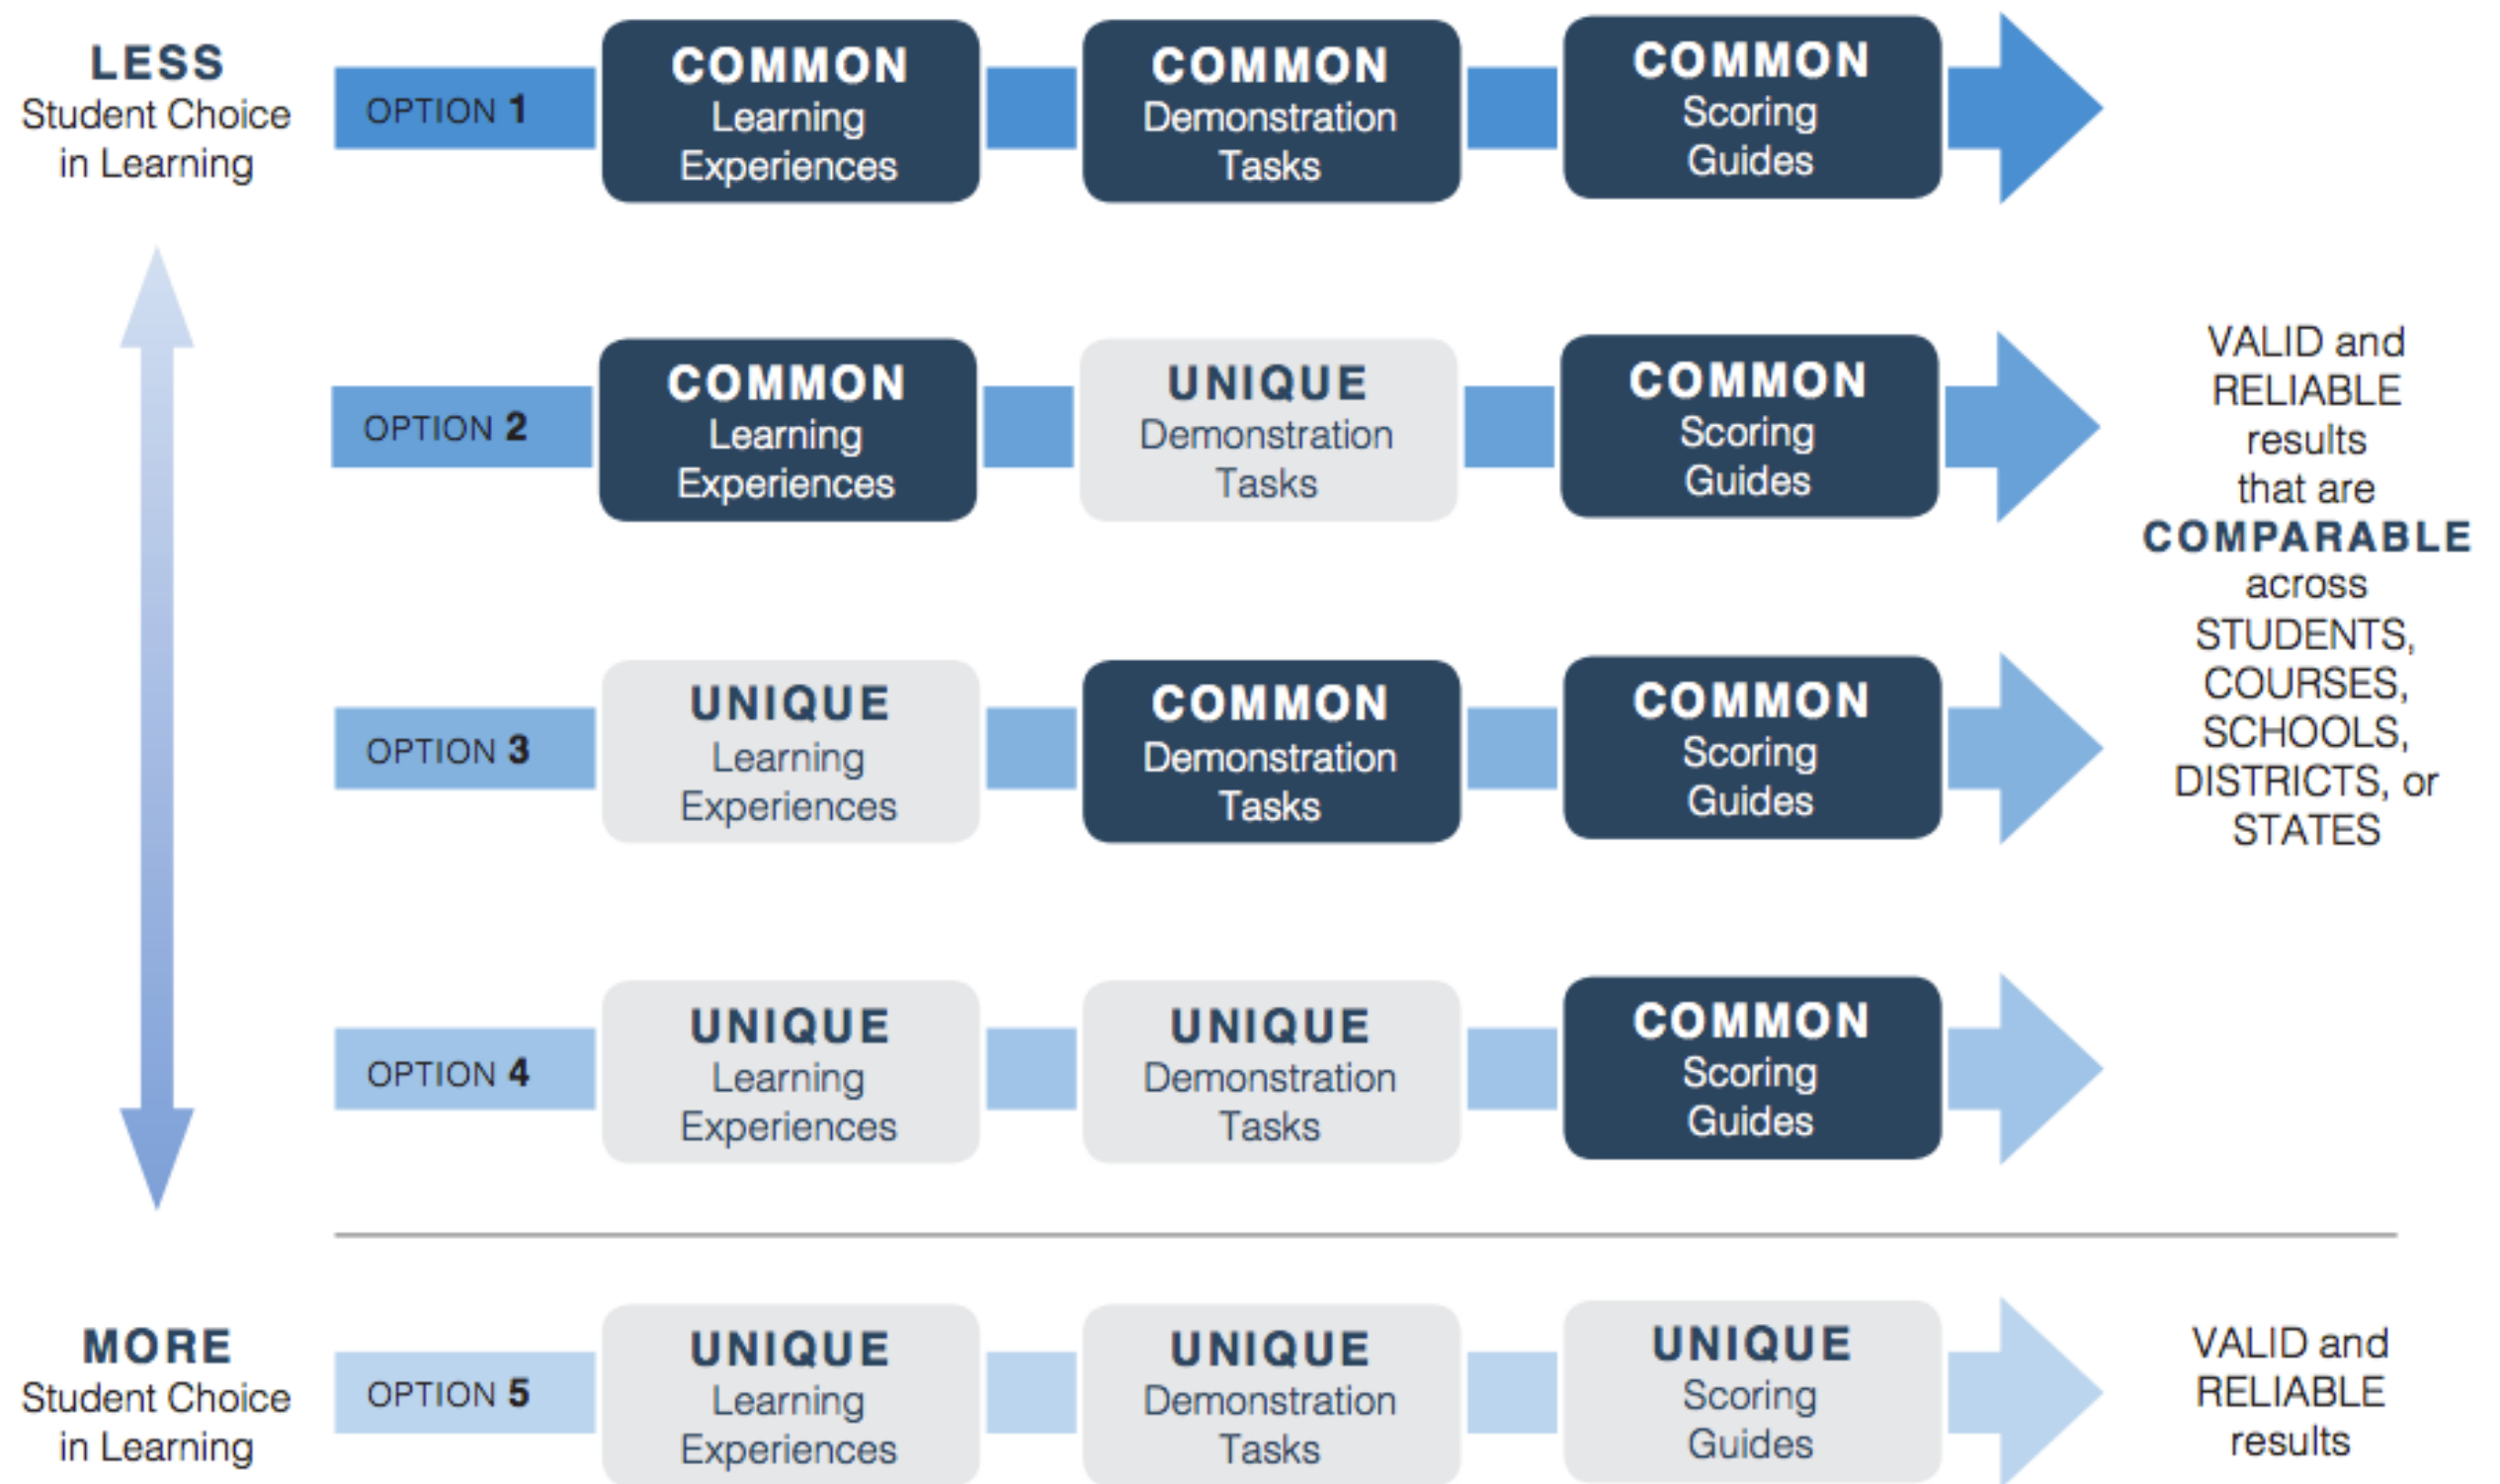 LESS
Student Choice
in Learning
OPTION 1
COMMON
Learning
Experiences
COMMON
Demonstration
Tasks
COMMON
Scoring
Guides
OPTION 2
COMMON
Learning
Experiences
UNIQUE
Demonstration
Tasks
COMMON
Scoring
Guides
OPTION 3
UNIQUE
Learning
Experiences
COMMON
Demonstration
Tasks
COMMON
Scoring
Guides
OPTION 4
UNIQUE
Learning
Experiences
UNIQUE
Demonstration
Tasks
COMMON
Scoring
Guides
VALID and
RELIABLE
results
that are
COMPARABLE
across
STUDENTS,
COURSES,
SCHOOLS,
DISTRICTS, or
STATES
MORE
Student Choice
in Learning
OPTION 5
UNIQUE
Learning
Experiences
UNIQUE
Demonstration
Tasks
UNIQUE
Scoring
Guides
VALID and
RELIABLE
results